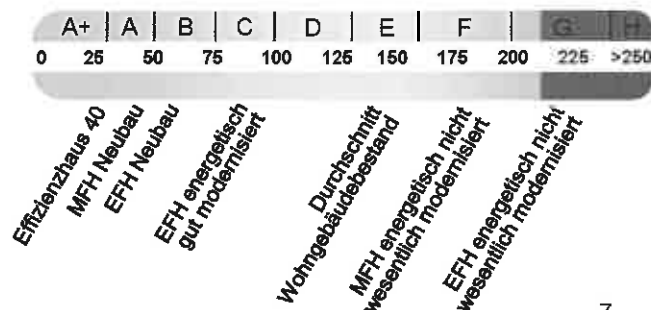 A+ | A | B | C | D | E | F | G | H
0 25 50 75 100 125 150 175 200 225 >250
Effizienzhaus 40
MFH Neubau
EFH Neubau
EFH energetisch
gut modernisiert
Durchschnitt
Wohngebäudebestand
MFH energetisch nicht
wesentlich modernisiert
EFH energetisch nicht
wesentlich modernisiert
7